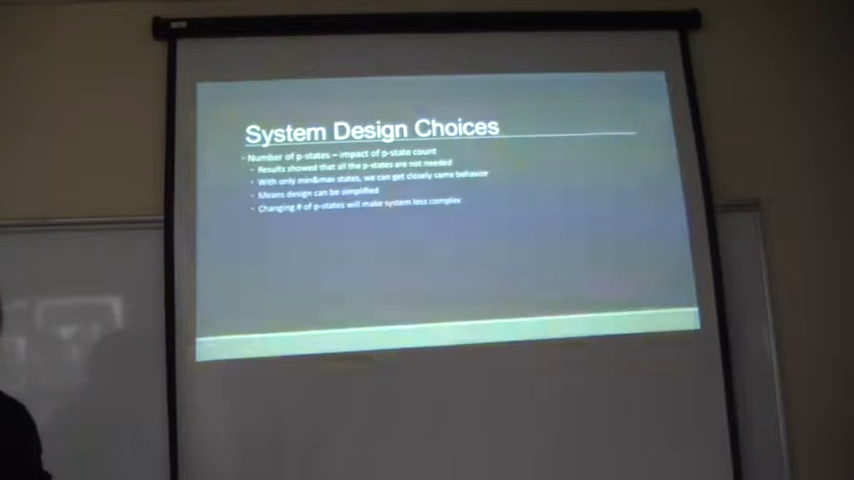 System Design Choices
Number of p-states – impact of p-state count
Results showed that all the p-states are not needed
With only min&max states, we can get closely same behavior
Means design can be simplified
Changing # of p-states will make system less complex